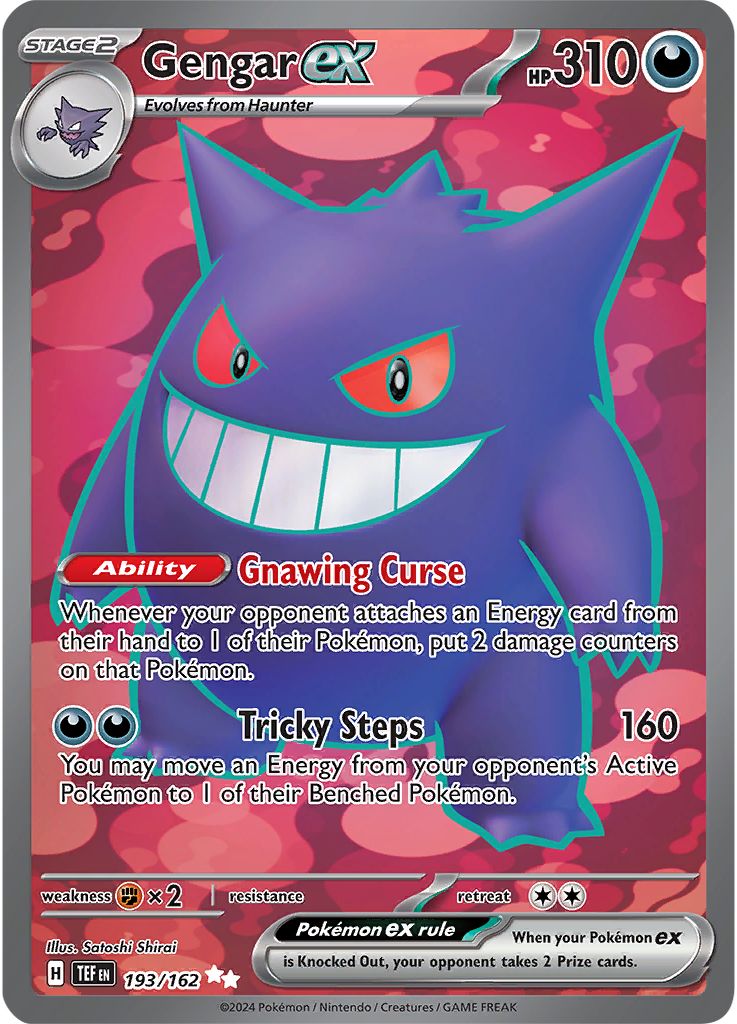 STAGE2
Gengar ex
HP310
Evolves from Haunter
Ability Gnawing Curse
Whenever your opponent attaches an Energy card from
their hand to 1 of their Pokémon, put 2 damage counters
on that Pokémon.
Tricky Steps 160
You may move an Energy from your opponent's Active
Pokémon to 1 of their Benched Pokémon.
weakness ×2 resistance retreat
Illus. Satoshi Shirai
Pokémon ex rule When your Pokémon ex
is Knocked Out, your opponent takes 2 Prize cards.
H TEF EN 193/162
©2024 Pokémon / Nintendo / Creatures / GAME FREAK